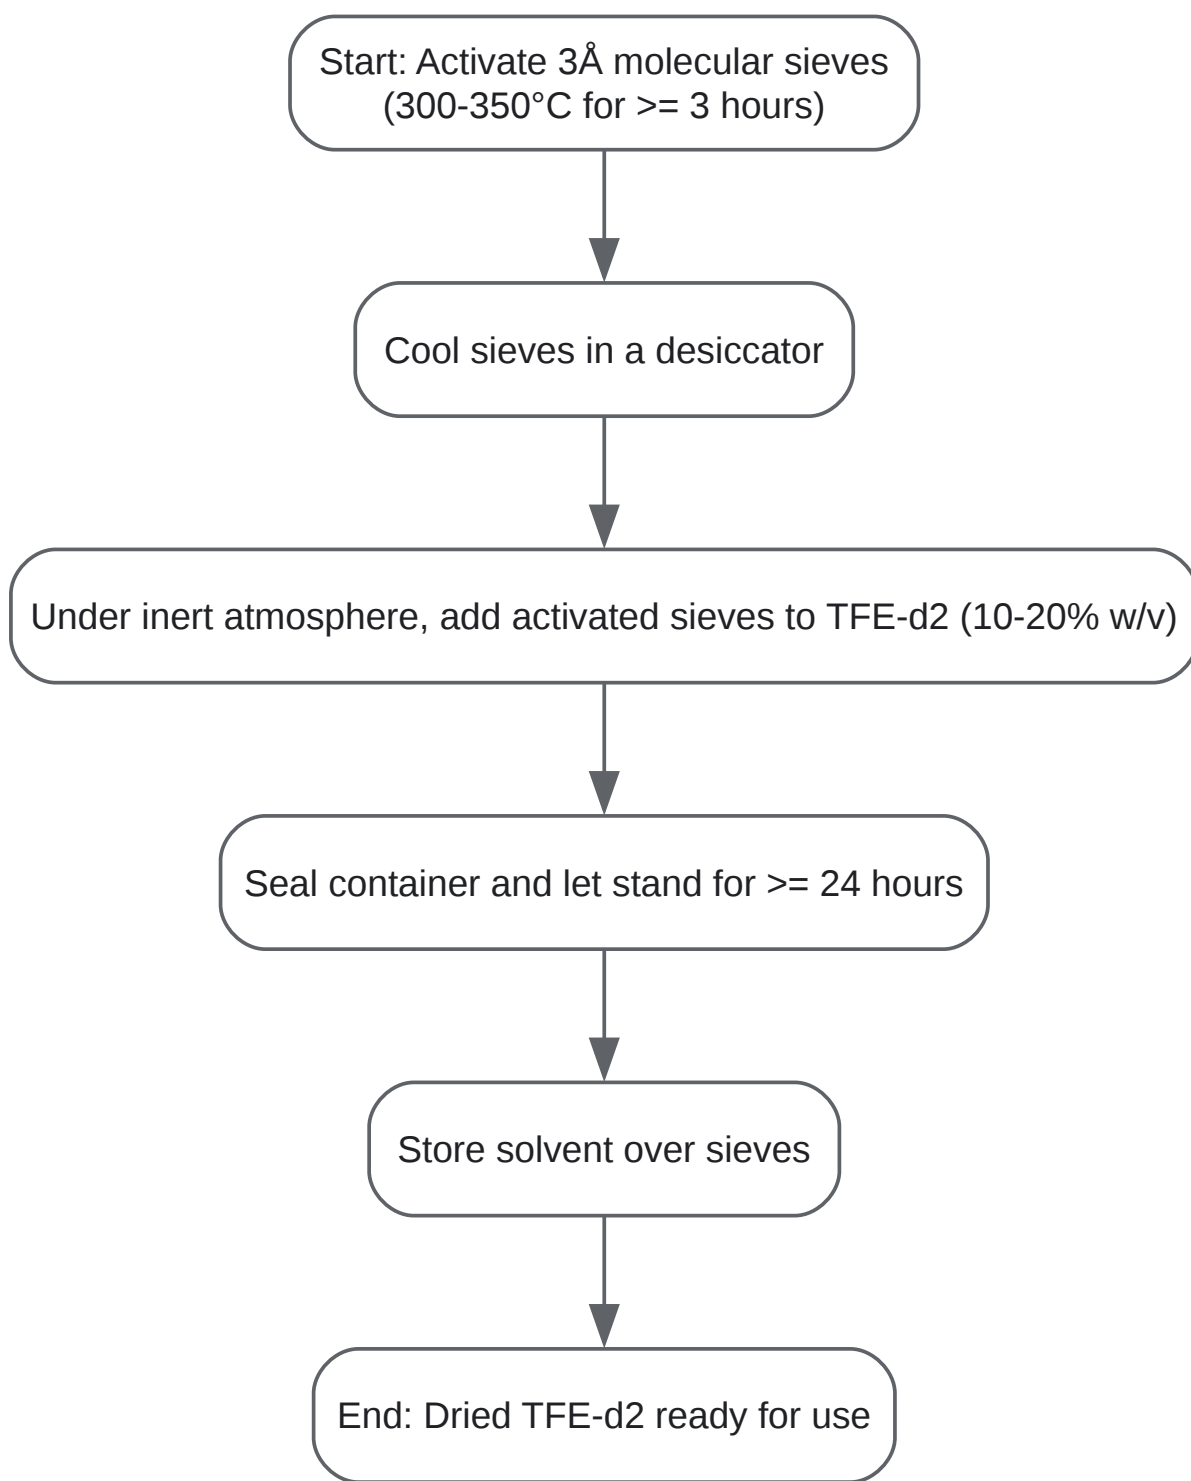 Start: Activate 3Å molecular sieves
(300-350°C for >= 3 hours)
Cool sieves in a desiccator
Under inert atmosphere, add activated sieves to TFE-d2 (10-20% w/v)
Seal container and let stand for >= 24 hours
Store solvent over sieves
End: Dried TFE-d2 ready for use